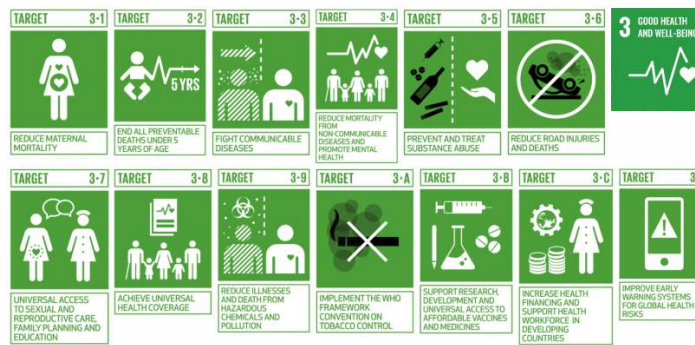 TARGET 3·1
REDUCE MATERNAL
MORTALITY
TARGET 3·2
5 YRS
END ALL PREVENTABLE
DEATHS UNDER 5
YEARS OF AGE
TARGET 3·3
FIGHT COMMUNICABLE
DISEASES
TARGET 3·4
REDUCE MORTALITY
FROM
NON-COMMUNICABLE
DISEASES AND
PROMOTE MENTAL
HEALTH
TARGET 3·5
PREVENT AND TREAT
SUBSTANCE ABUSE
TARGET 3·6
REDUCE ROAD INJURIES
AND DEATHS
3 GOOD HEALTH
AND WELL-BEING
TARGET 3·7
UNIVERSAL ACCESS
TO SEXUAL AND
REPRODUCTIVE CARE,
FAMILY PLANNING AND
EDUCATION
TARGET 3·8
ACHIEVE UNIVERSAL
HEALTH COVERAGE
TARGET 3·9
REDUCE ILLNESSES
AND DEATH FROM
HAZARDOUS
CHEMICALS AND
POLLUTION
TARGET 3·A
IMPLEMENT THE WHO
FRAMEWORK
CONVENTION ON
TOBACCO CONTROL
TARGET 3·B
SUPPORT RESEARCH,
DEVELOPMENT AND
UNIVERSAL ACCESS TO
AFFORDABLE VACCINES
AND MEDICINES
TARGET 3·C
INCREASE HEALTH
FINANCING AND
SUPPORT HEALTH
WORKFORCE IN
DEVELOPING
COUNTRIES
TARGET 3
IMPROVE EARLY
WARNING SYSTEMS
FOR GLOBAL HEALTH
RISKS